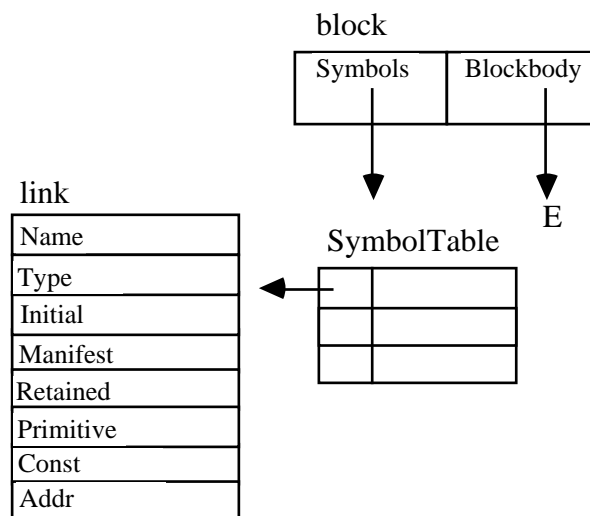 block
Symbols Blockbody
link
E
SymbolTable
Name
Type
Initial
Manifest
Retained
Primitive
Const
Addr